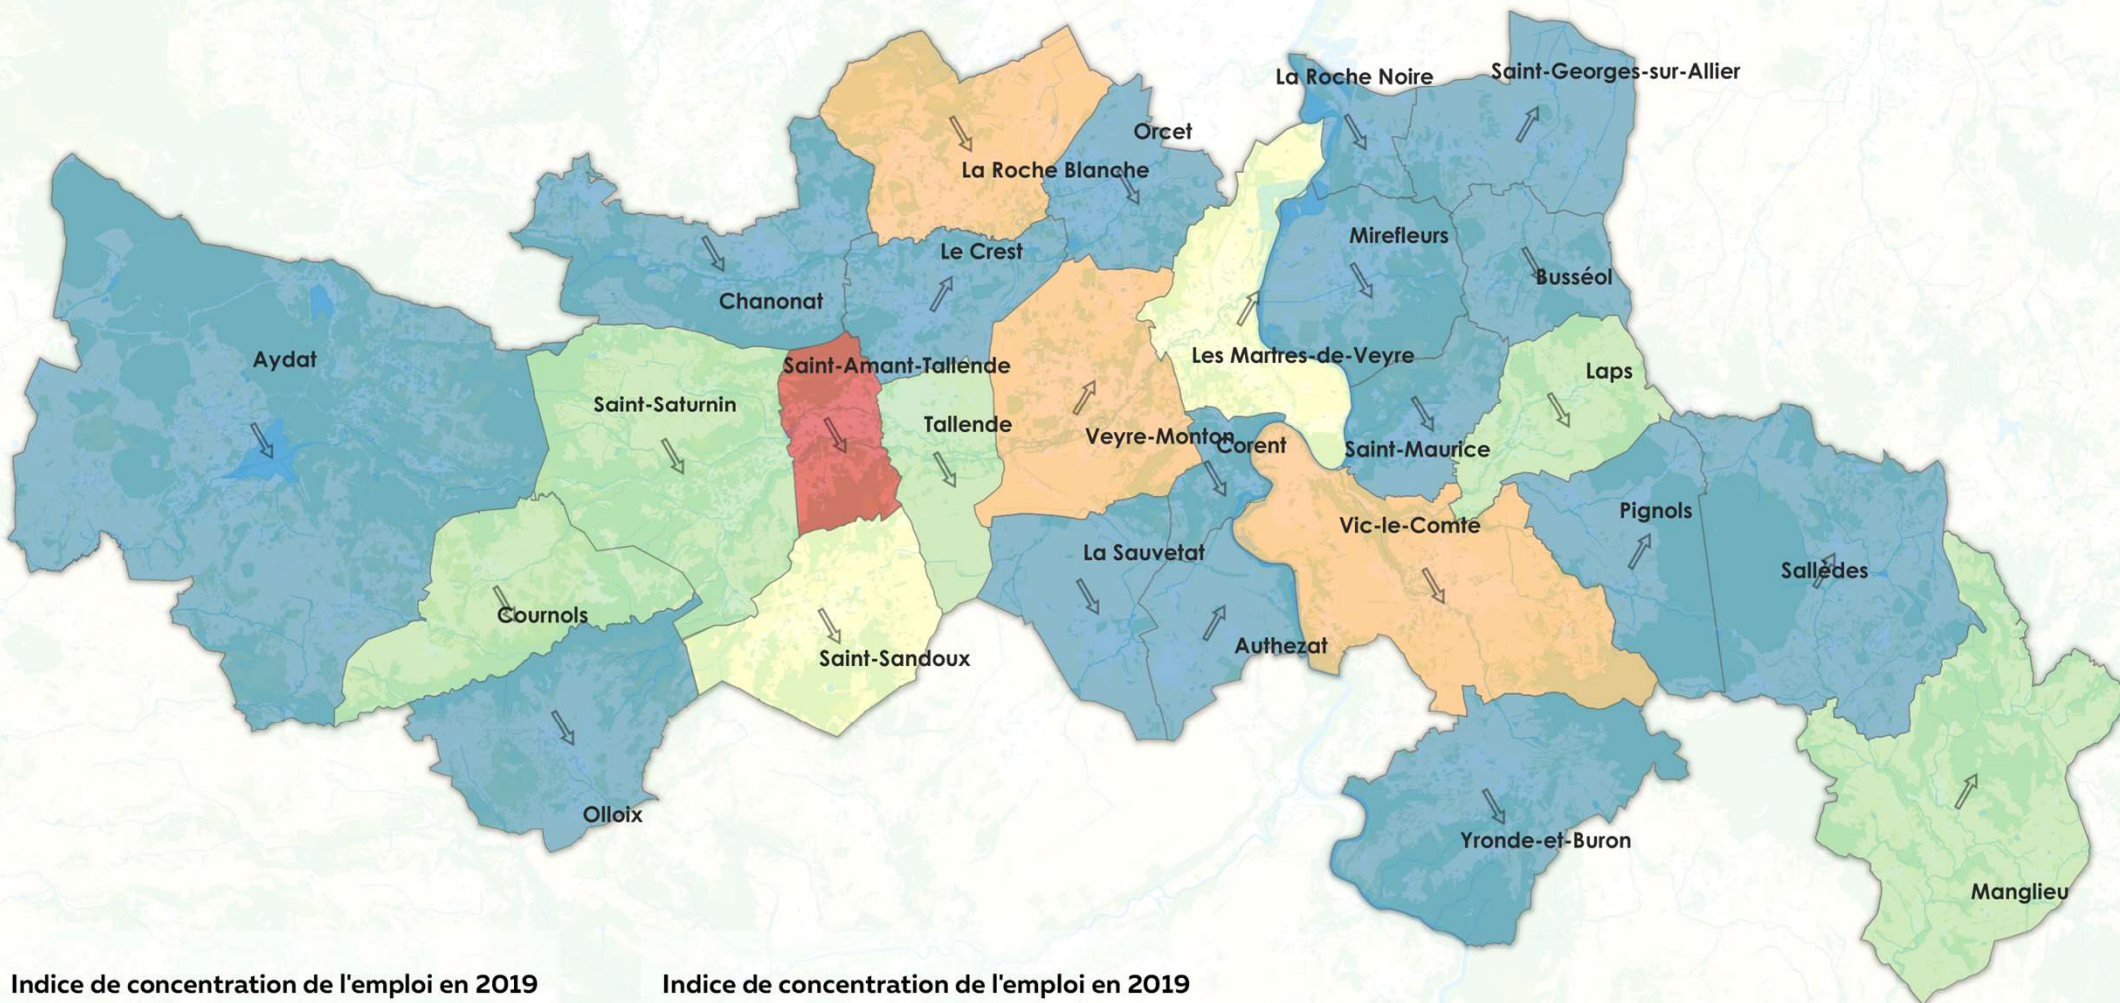 Saint-Georges-sur-Allier
La Roche Noire
Orcet
La Roche Blanche
Mirefleurs
Le Crest
Busséol
Chanonat
Les Martres-de-Veyre
Aydat
Saint-Amant-Tallende
Laps
Saint-Saturnin
Tallende
Veyre-Monton
Corent
Saint-Maurice
Pignols
Vic-le-Comte
La Sauvetat
Sallèdes
Cournols
Authezat
Saint-Sandoux
Olloix
Yronde-et-Buron
Manglieu
Indice de concentration de l'emploi en 2019
Indice de concentration de l'emploi en 2019